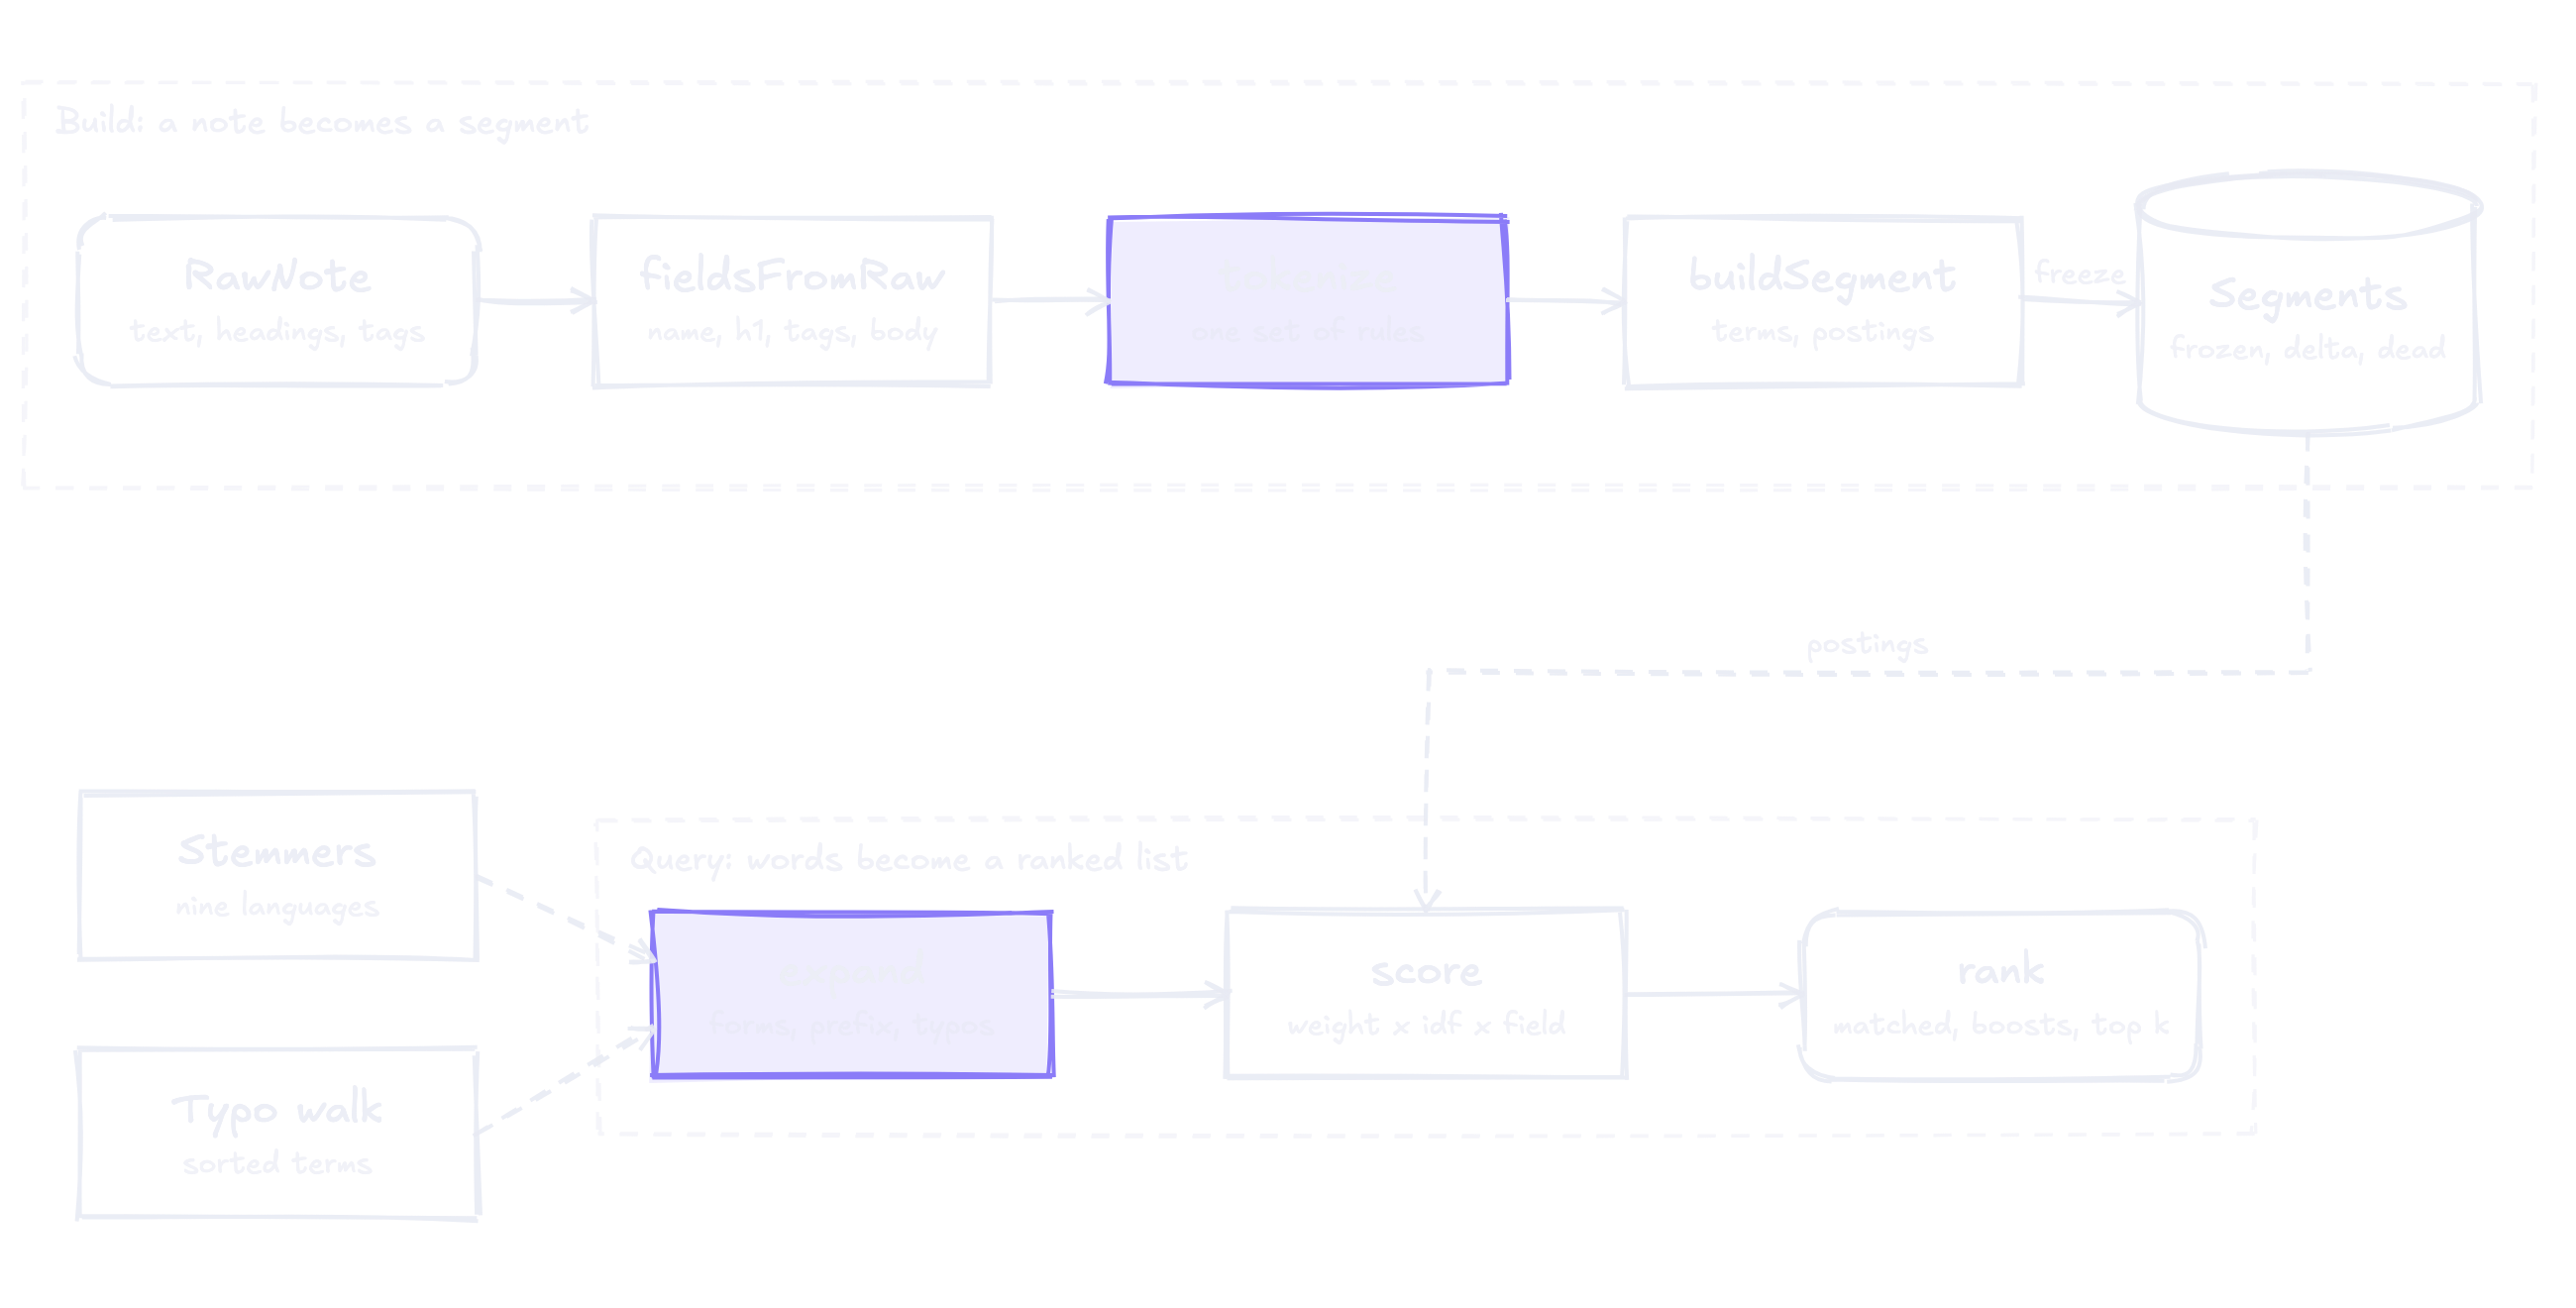 Build: a note becomes a segment
RawNote
text, headings, tags
fieldsFromRaw
name, h1, tags, body
tokenize
one set of rules
buildSegment
terms, postings
freeze
Segments
frozen, delta, dead
postings
Stemmers
nine languages
Typo walk
sorted terms
Query: words become a ranked list
expand
forms, prefix, typos
score
weight x idf x field
rank
matched, boosts, top k